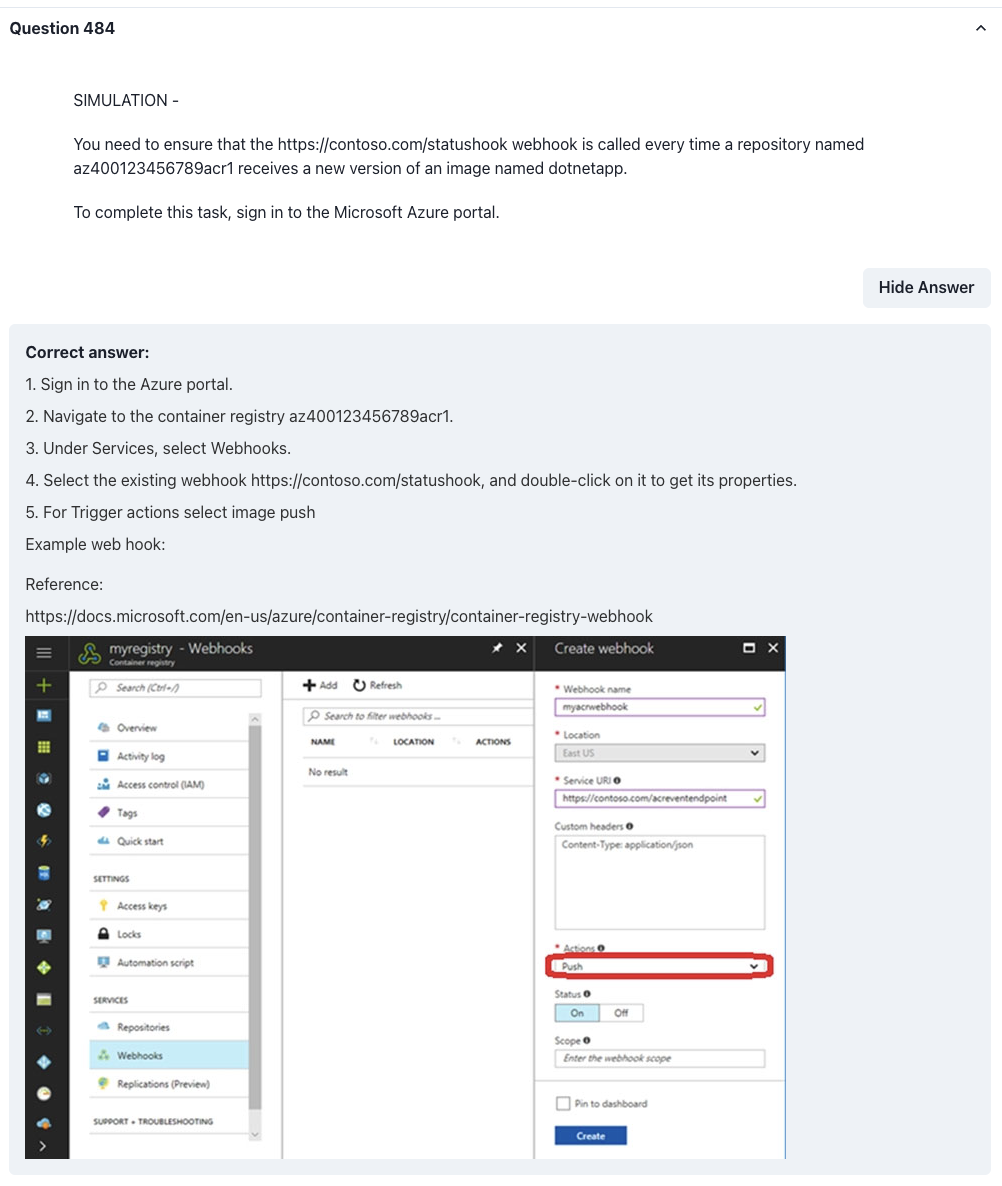 Question 484
SIMULATION -
You need to ensure that the https://contoso.com/statushook webhook is called every time a repository named
az400123456789acr1 receives a new version of an image named dotnetapp.
To complete this task, sign in to the Microsoft Azure portal.
Hide Answer
Correct answer:
1. Sign in to the Azure portal.
2. Navigate to the container registry az400123456789acr1.
3. Under Services, select Webhooks.
4. Select the existing webhook https://contoso.com/statushook, and double-click on it to get its properties.
5. For Trigger actions select image push
Example web hook:
Reference:
https://docs.microsoft.com/en-us/azure/container-registry/container-registry-webhook
myregistry - Webhooks
Container registry
Search (Ctrl+/)
Overview
Activity log
Access control (IAM)
Tags
Quick start
SETTINGS
Access keys
Locks
Automation script
SERVICES
Repositories
Webhooks
Replications (Preview)
SUPPORT + TROUBLESHOOTING
Add Refresh
Search to filter webhooks ...
NAME LOCATION ACTIONS
No result
Create webhook
* Webhook name
myacrwebhook
* Location
East US
* Service URI
https://contoso.com/acreventendpoint
Custom headers
Content-Type: application/json
* Actions
Push
Status
On Off
Scope
Enter the webhook scope
Pin to dashboard
Create